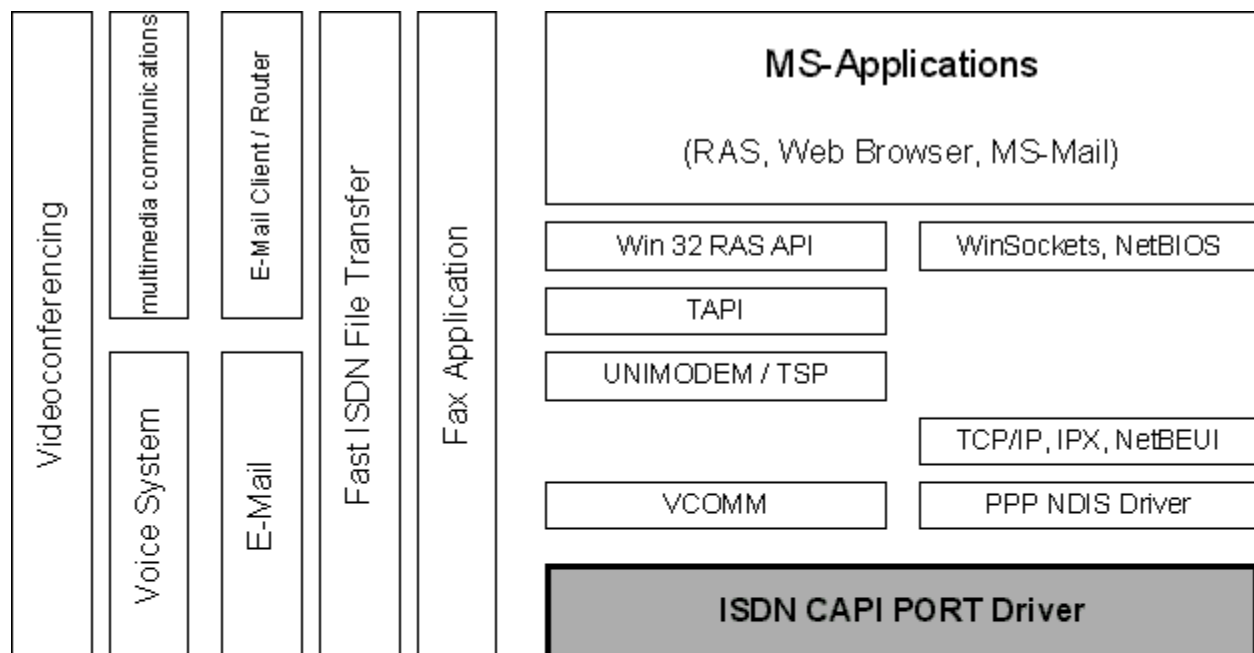 Videoconferencing
multimedia communications
Voice System
E-Mail Client / Router
E-Mail
Fast ISDN File Transfer
Fax Application
MS-Applications
(RAS, Web Browser, MS-Mail)
Win 32 RAS API
WinSockets, NetBIOS
TAPI
UNIMODEM / TSP
TCP/IP, IPX, NetBEUI
VCOMM
PPP NDIS Driver
ISDN CAPI PORT Driver